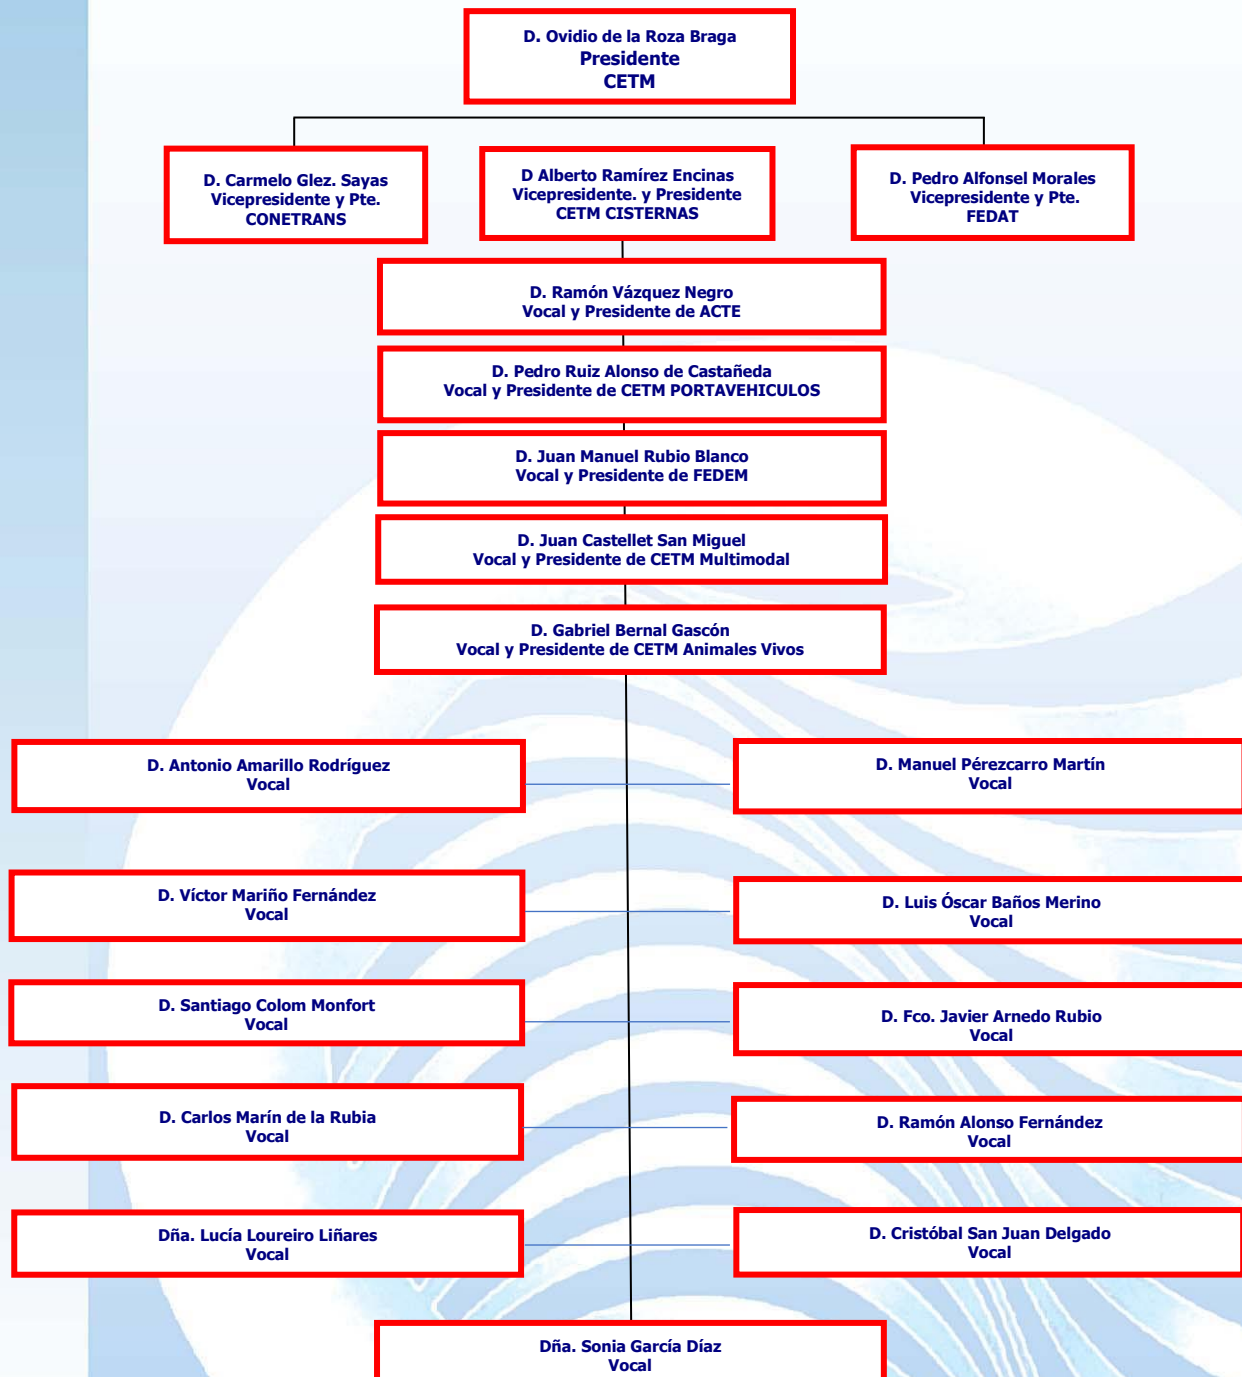 D. Ovidio de la Roza Braga
Presidente
CETM
D. Carmelo Glez. Sayas
Vicepresidente y Pte.
CONETRANS
D Alberto Ramírez Encinas
Vicepresidente. y Presidente
CETM CISTERNAS
D. Pedro Alfonsel Morales
Vicepresidente y Pte.
FEDAT
D. Ramón Vázquez Negro
Vocal y Presidente de ACTE
D. Pedro Ruiz Alonso de Castañeda
Vocal y Presidente de CETM PORTAVEHICULOS
D. Juan Manuel Rubio Blanco
Vocal y Presidente de FEDEM
D. Juan Castellet San Miguel
Vocal y Presidente de CETM Multimodal
D. Gabriel Bernal Gascón
Vocal y Presidente de CETM Animales Vivos
D. Antonio Amarillo Rodríguez
Vocal
D. Manuel Pérezcarro Martín
Vocal
D. Víctor Mariño Fernández
Vocal
D. Luis Óscar Baños Merino
Vocal
D. Santiago Colom Monfort
Vocal
D. Fco. Javier Arnedo Rubio
Vocal
D. Carlos Marín de la Rubia
Vocal
D. Ramón Alonso Fernández
Vocal
Dña. Lucía Loureiro Liñares
Vocal
D. Cristóbal San Juan Delgado
Vocal
Dña. Sonia García Díaz
Vocal